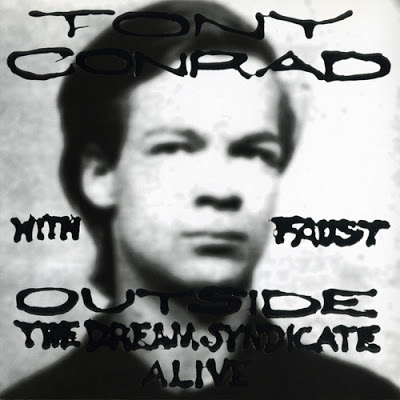 TONY
CONRAD
WITH FAUST
OUTSIDE
THE DREAM SYNDICATE
ALIVE